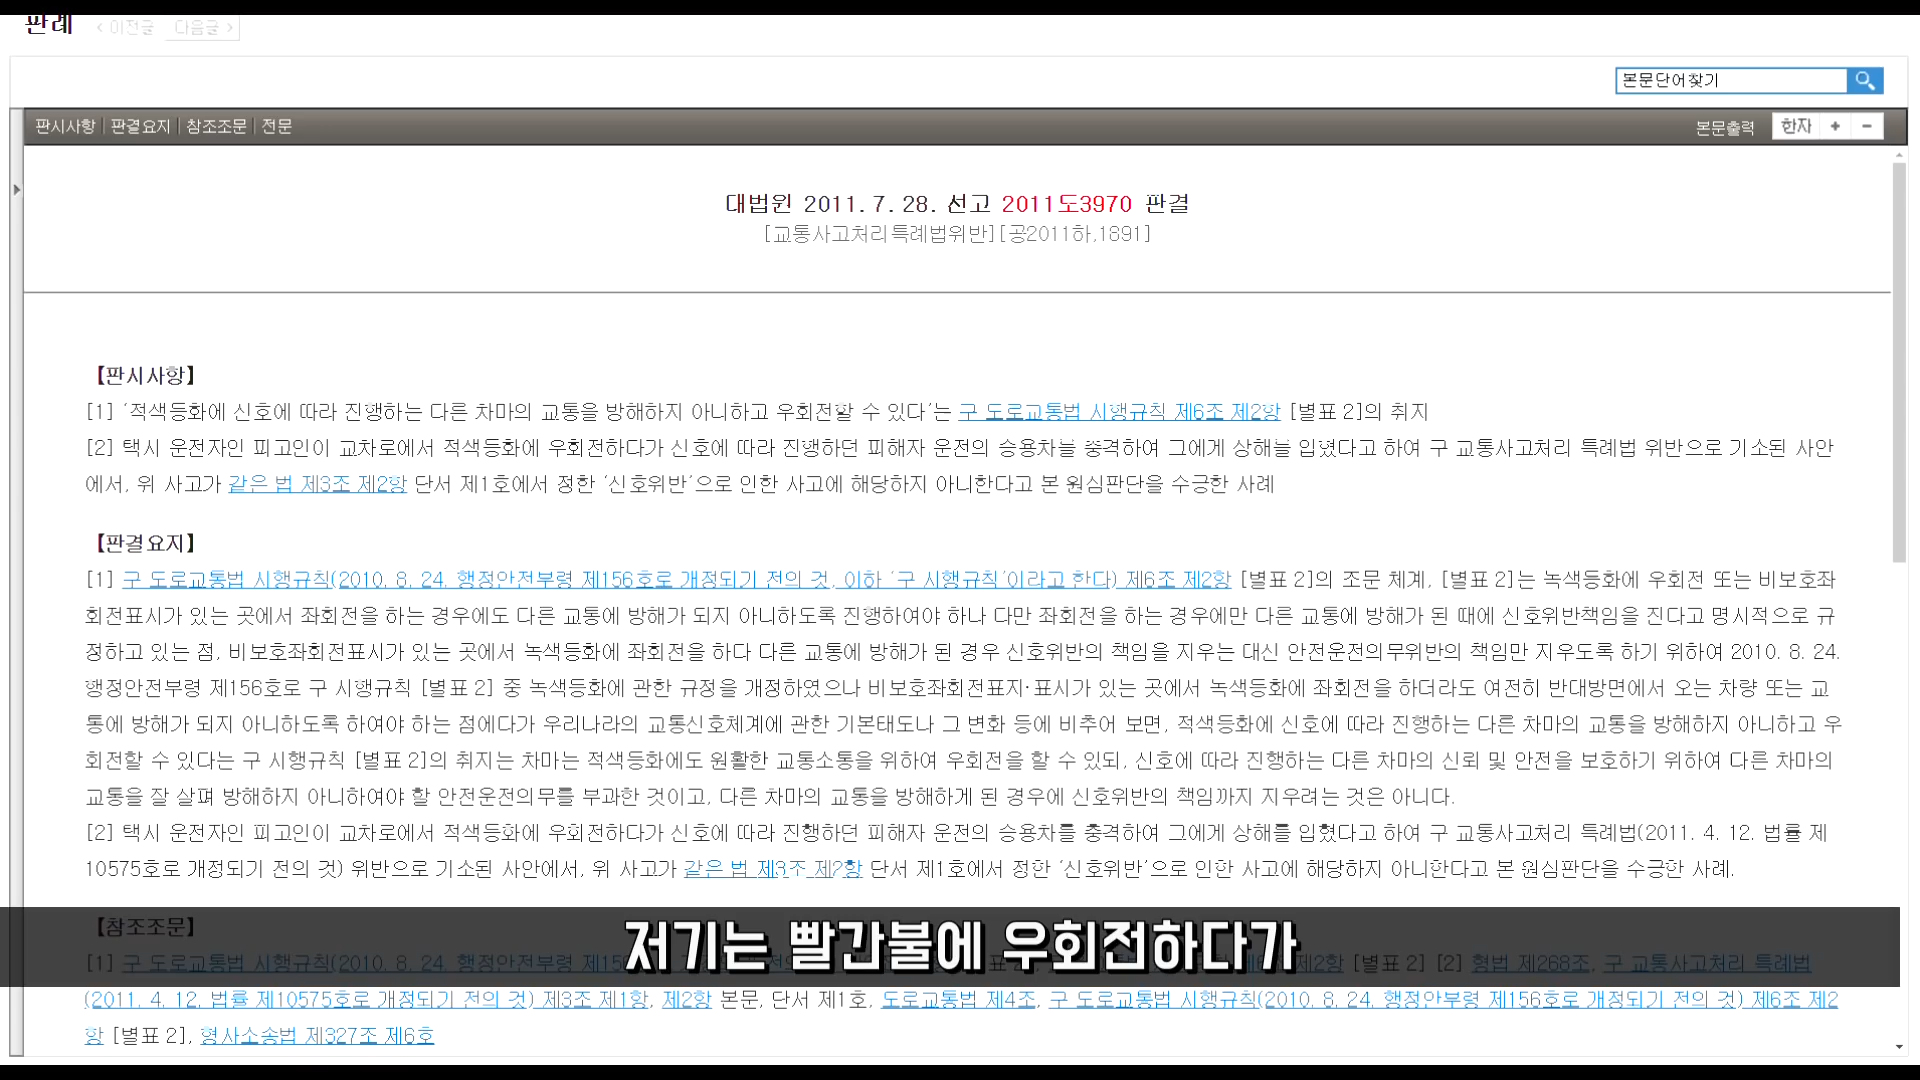 판례 < 이전글 다음글 >
본문단어찾기
판시사항 판결요지 참조조문 전문 본문출력 한자 + -
대법원 2011. 7. 28. 선고 2011도3970 판결
[교통사고처리특례법위반][공2011하,1891]
【판시사항】
[1] ‘적색등화에 신호에 따라 진행하는 다른 차마의 교통을 방해하지 아니하고 우회전할 수 있다’는 구 도로교통법 시행규칙 제6조 제2항 [별표 2]의 취지
[2] 택시 운전자인 피고인이 교차로에서 적색등화에 우회전하다가 신호에 따라 진행하던 피해자 운전의 승용차를 충격하여 그에게 상해를 입혔다고 하여 구 교통사고처리 특례법 위반으로 기소된 사안
에서, 위 사고가 같은 법 제3조 제2항 단서 제1호에서 정한 ‘신호위반’으로 인한 사고에 해당하지 아니한다고 본 원심판단을 수긍한 사례
【판결요지】
[1] 구 도로교통법 시행규칙(2010. 8. 24. 행정안전부령 제156호로 개정되기 전의 것, 이하 ‘구 시행규칙’이라고 한다) 제6조 제2항 [별표 2]의 조문 체계, [별표 2]는 녹색등화에 우회전 또는 비보호좌
회전표시가 있는 곳에서 좌회전을 하는 경우에도 다른 교통에 방해가 되지 아니하도록 진행하여야 하나 다만 좌회전을 하는 경우에만 다른 교통에 방해가 된 때에 신호위반책임을 진다고 명시적으로 규
정하고 있는 점, 비보호좌회전표시가 있는 곳에서 녹색등화에 좌회전을 하다 다른 교통에 방해가 된 경우 신호위반의 책임을 지우는 대신 안전운전의무위반의 책임만 지우도록 하기 위하여 2010. 8. 24.
행정안전부령 제156호로 구 시행규칙 [별표 2] 중 녹색등화에 관한 규정을 개정하였으나 비보호좌회전표지·표시가 있는 곳에서 녹색등화에 좌회전을 하더라도 여전히 반대방면에서 오는 차량 또는 교
통에 방해가 되지 아니하도록 하여야 하는 점에다가 우리나라의 교통신호체계에 관한 기본태도나 그 변화 등에 비추어 보면, 적색등화에 신호에 따라 진행하는 다른 차마의 교통을 방해하지 아니하고 우
회전할 수 있다는 구 시행규칙 [별표 2]의 취지는 차마는 적색등화에도 원활한 교통소통을 위하여 우회전을 할 수 있되, 신호에 따라 진행하는 다른 차마의 신뢰 및 안전을 보호하기 위하여 다른 차마의
교통을 잘 살펴 방해하지 아니하여야 할 안전운전의무를 부과한 것이고, 다른 차마의 교통을 방해하게 된 경우에 신호위반의 책임까지 지우려는 것은 아니다.
[2] 택시 운전자인 피고인이 교차로에서 적색등화에 우회전하다가 신호에 따라 진행하던 피해자 운전의 승용차를 충격하여 그에게 상해를 입혔다고 하여 구 교통사고처리 특례법(2011. 4. 12. 법률 제
10575호로 개정되기 전의 것) 위반으로 기소된 사안에서, 위 사고가 같은 법 제3조 제2항 단서 제1호에서 정한 ‘신호위반’으로 인한 사고에 해당하지 아니한다고 본 원심판단을 수긍한 사례.
【참조조문】
저기는 빨간불에 우회전하다가
[1] 구 도로교통법 시행규칙(2010. 8. 24. 행정안전부령 제15 제2항 [별표 2] [2] 형법 제268조, 구 교통사고처리 특례법
(2011. 4. 12. 법률 제10575호로 개정되기 전의 것) 제3조 제1항, 제2항 본문, 단서 제1호, 도로교통법 제4조, 구 도로교통법 시행규칙(2010. 8. 24. 행정안전부령 제156호로 개정되기 전의 것) 제6조 제2
항 [별표 2], 형사소송법 제327조 제6호